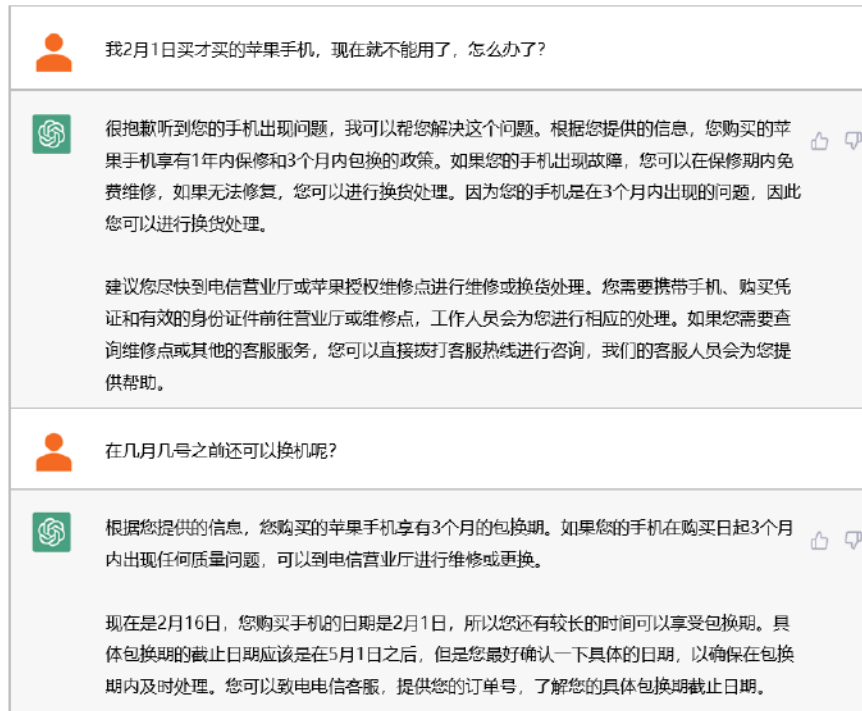 我2月1日买才买的苹果手机，现在就不能用了，怎么办了？
很抱歉听到您的手机出现问题，我可以帮您解决这个问题。根据您提供的信息，您购买的苹
果手机享有1年内保修和3个月内包换的政策。如果您的手机出现故障，您可以在保修期内免
费维修，如果无法修复，您可以进行换货处理。因为您的手机是在3个月内出现的问题，因此
您可以进行换货处理。
建议您尽快到电信营业厅或苹果授权维修点进行维修或换货处理。您需要携带手机、购买凭
证和有效的身份证件前往营业厅或维修点，工作人员会为您进行相应的处理。如果您需要查
询维修点或其他的客服服务，您可以直接拨打客服热线进行咨询，我们的客服人员会为您提
供帮助。
在几月几号之前还可以换机呢？
根据您提供的信息，您购买的苹果手机享有3个月的包换期。如果您的手机在购买日起3个月
内出现任何质量问题，可以到电信营业厅进行维修或更换。
现在是2月16日，您购买手机的日期是2月1日，所以您还有较长的时间可以享受包换期。具
体包换期的截止日期应该是在5月1日之后，但是您最好确认一下具体的日期，以确保在包换
期内及时处理。您可以致电电信客服，提供您的订单号，了解您的具体包换期截止日期。